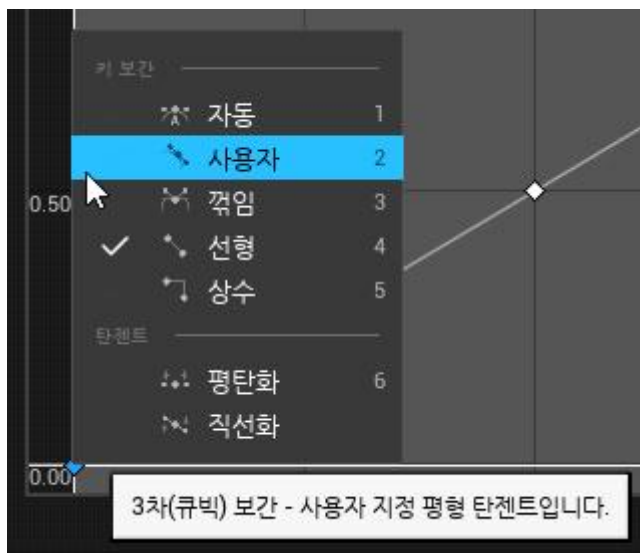 키 보간
자동 1
사용자 2
0.50
꺾임 3
선형 4
상수 5
탄젠트
평탄화 6
직선화
0.00
3차(큐빅) 보간 - 사용자 지정 평형 탄젠트입니다.